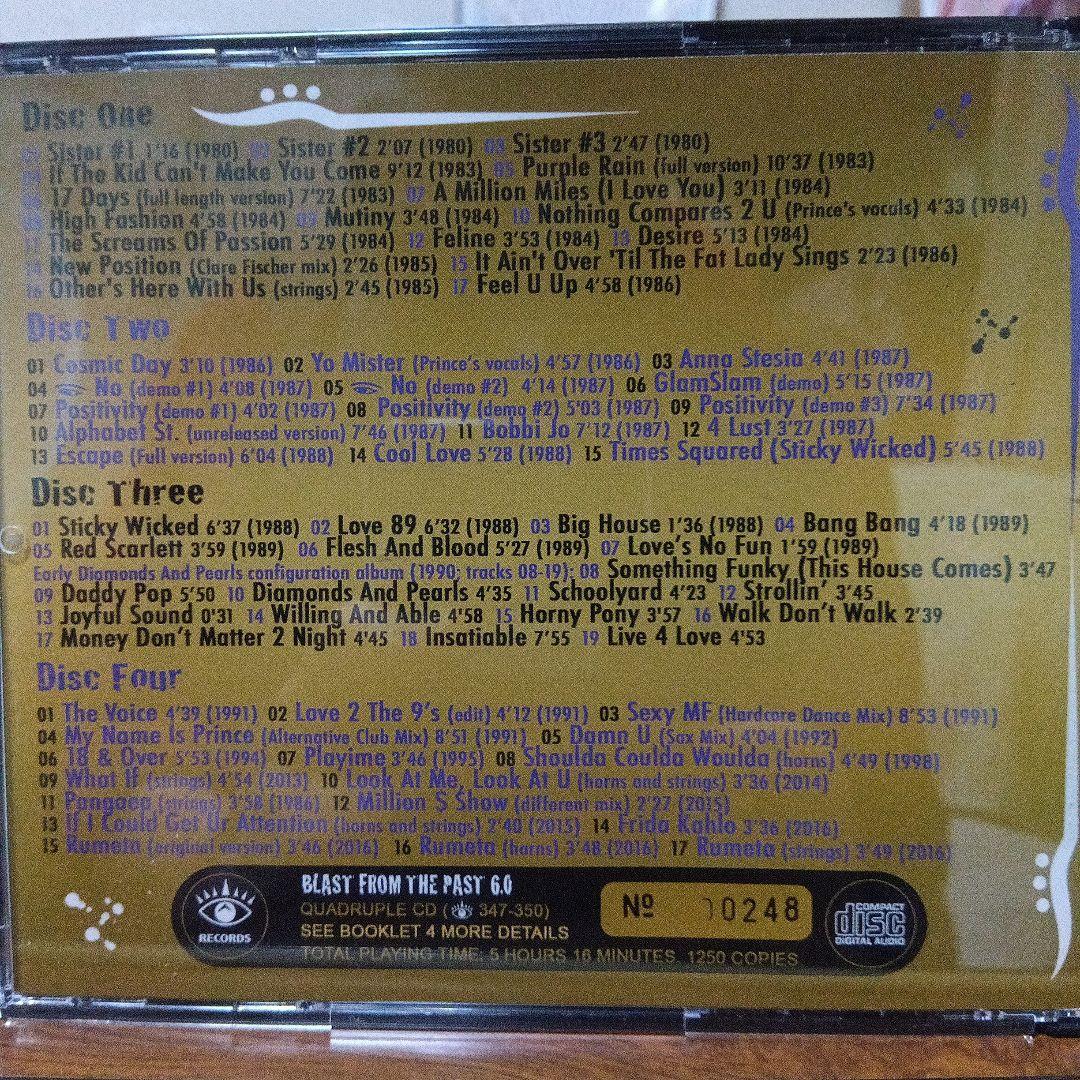 Disc One
01 Sister #1 1'16 (1980) 02 Sister #2 2'07 (1980) 03 Sister #3 2'47 (1980)
04 If The Kid Can't Make You Come 9'12 (1983) 05 Purple Rain (full version) 10'37 (1983)
06 17 Days (full length version) 7'22 (1983) 07 A Million Miles (I Love You) 3'11 (1984)
08 High Fashion 4'58 (1984) 09 Mutiny 3'48 (1984) 10 Nothing Compares 2 U (Prince's vocals) 4'33 (1984)
11 The Screams Of Passion 5'29 (1984) 12 Feline 3'53 (1984) 13 Desire 5'13 (1984)
14 New Position (Clare Fischer mix) 2'26 (1985) 15 It Ain't Over 'Til The Fat Lady Sings 2'23 (1986)
16 Other's Here With Us (strings) 2'45 (1985) 17 Feel U Up 4'58 (1986)
Disc Two
01 Cosmic Day 3'10 (1986) 02 Yo Mister (Prince's vocals) 4'57 (1986) 03 Anna Stesia 4'41 (1987)
04 No (demo #1) 4'08 (1987) 05 No (demo #2) 4'14 (1987) 06 GlamSlam (demo) 5'15 (1987)
07 Positivity (demo #1) 4'02 (1987) 08 Positivity (demo #2) 5'03 (1987) 09 Positivity (demo #3) 7'34 (1987)
10 Alphabet St. (unreleased version) 7'46 (1987) 11 Bobbi Jo 7'12 (1987) 12 4 Lust 3'27 (1987)
13 Escape (Full version) 6'04 (1988) 14 Cool Love 5'28 (1988) 15 Times Squared (Sticky Wicked) 5'45 (1988)
Disc Three
01 Sticky Wicked 6'37 (1988) 02 Love 89 6'32 (1988) 03 Big House 1'36 (1988) 04 Bang Bang 4'18 (1989)
05 Red Scarlett 3'59 (1989) 06 Flesh And Blood 5'27 (1989) 07 Love's No Fun 1'59 (1989)
Early Diamonds And Pearls configuration album (1990; tracks 08-19): 08 Something Funky (This House Comes) 3'47
09 Daddy Pop 5'50 10 Diamonds And Pearls 4'35 11 Schoolyard 4'23 12 Strollin' 3'45
13 Joyful Sound 0'31 14 Willing And Able 4'58 15 Horny Pony 3'57 16 Walk Don't Walk 2'39
17 Money Don't Matter 2 Night 4'45 18 Insatiable 7'55 19 Live 4 Love 4'53
Disc Four
01 The Voice 4'39 (1991) 02 Love 2 The 9's (edit) 4'12 (1991) 03 Sexy MF (Hardcore Dance Mix) 8'53 (1991)
04 My Name Is Prince (Alternative Club Mix) 8'51 (1991) 05 Damn U (Sax Mix) 4'04 (1992)
06 18 & Over 5'53 (1994) 07 Playime 3'46 (1995) 08 Shoulda Coulda Woulda (horns) 4'49 (1998)
09 What If (strings) 4'54 (2013) 10 Look At Me, Look At U (horns and strings) 3'36 (2014)
11 Pangaea (strings) 3'58 (1986) 12 Million $ Show (different mix) 2'27 (2015)
13 If I Could Get Ur Attention (horns and strings) 2'40 (2015) 14 Frida Kahlo 3'36 (2016)
15 Rumeta (original version) 3'46 (2016) 16 Rumeta (horns) 3'48 (2016) 17 Rumeta (strings) 3'49 (2016)
RECORDS
BLAST FROM THE PAST 6.0
QUADRUPLE CD ( 347-350)
SEE BOOKLET 4 MORE DETAILS
TOTAL PLAYING TIME: 5 HOURS 16 MINUTES. 1250 COPIES
Nº 00248
COMPACT
disc
DIGITAL AUDIO